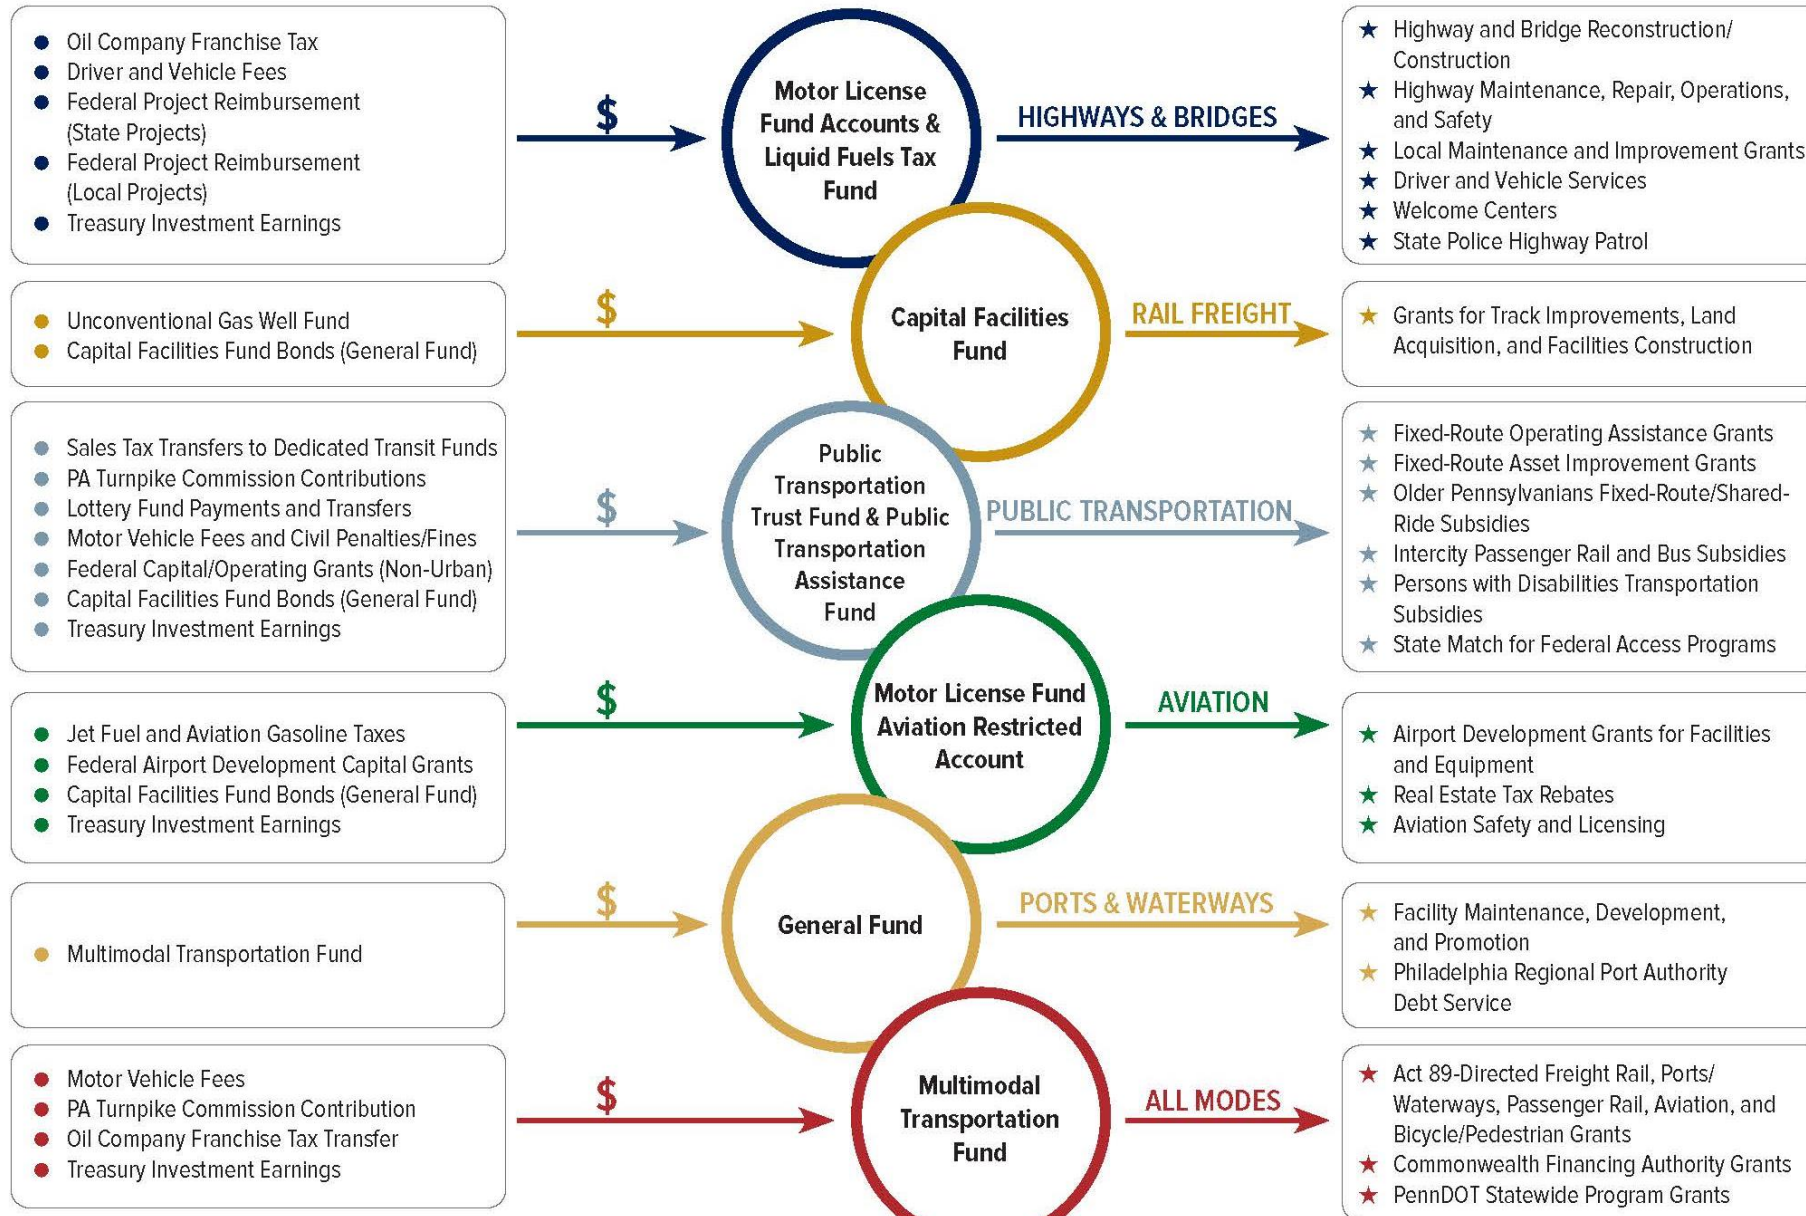 Oil Company Franchise Tax
Driver and Vehicle Fees
Federal Project Reimbursement
(State Projects)
Federal Project Reimbursement
(Local Projects)
Treasury Investment Earnings
$
Motor License
Fund Accounts &
Liquid Fuels Tax
Fund
HIGHWAYS & BRIDGES
Highway and Bridge Reconstruction/
Construction
Highway Maintenance, Repair, Operations,
and Safety
Local Maintenance and Improvement Grants
Driver and Vehicle Services
Welcome Centers
State Police Highway Patrol
Unconventional Gas Well Fund
Capital Facilities Fund Bonds (General Fund)
$
Capital Facilities
Fund
RAIL FREIGHT
Grants for Track Improvements, Land
Acquisition, and Facilities Construction
Sales Tax Transfers to Dedicated Transit Funds
PA Turnpike Commission Contributions
Lottery Fund Payments and Transfers
Motor Vehicle Fees and Civil Penalties/Fines
Federal Capital/Operating Grants (Non-Urban)
Capital Facilities Fund Bonds (General Fund)
Treasury Investment Earnings
$
Public
Transportation
Trust Fund & Public
Transportation
Assistance
Fund
PUBLIC TRANSPORTATION
Fixed-Route Operating Assistance Grants
Fixed-Route Asset Improvement Grants
Older Pennsylvanians Fixed-Route/Shared-
Ride Subsidies
Intercity Passenger Rail and Bus Subsidies
Persons with Disabilities Transportation
Subsidies
State Match for Federal Access Programs
Jet Fuel and Aviation Gasoline Taxes
Federal Airport Development Capital Grants
Capital Facilities Fund Bonds (General Fund)
Treasury Investment Earnings
$
Motor License Fund
Aviation Restricted
Account
AVIATION
Airport Development Grants for Facilities
and Equipment
Real Estate Tax Rebates
Aviation Safety and Licensing
Multimodal Transportation Fund
$
General Fund
PORTS & WATERWAYS
Facility Maintenance, Development,
and Promotion
Philadelphia Regional Port Authority
Debt Service
Motor Vehicle Fees
PA Turnpike Commission Contribution
Oil Company Franchise Tax Transfer
Treasury Investment Earnings
$
Multimodal
Transportation
Fund
ALL MODES
Act 89-Directed Freight Rail, Ports/
Waterways, Passenger Rail, Aviation, and
Bicycle/Pedestrian Grants
Commonwealth Financing Authority Grants
PennDOT Statewide Program Grants